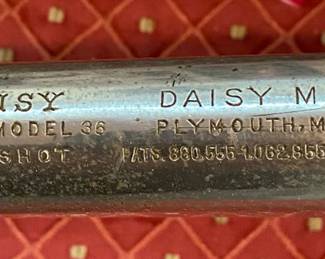 ISY DAISY M
MODEL 36 PLYMOUTH, M
SHOT PATS. 880,555-1,062,855